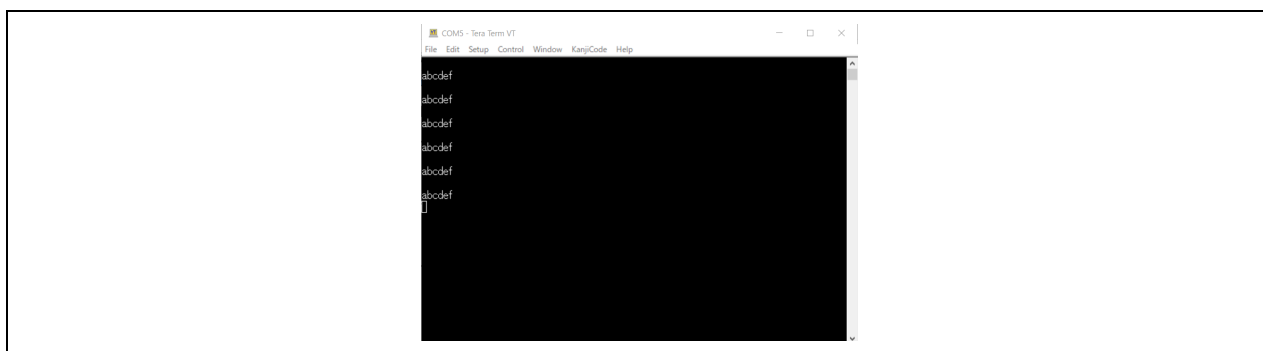 COM5 - Tera Term VT
File Edit Setup Control Window KanjiCode Help
abcdef
abcdef
abcdef
abcdef
abcdef
abcdef